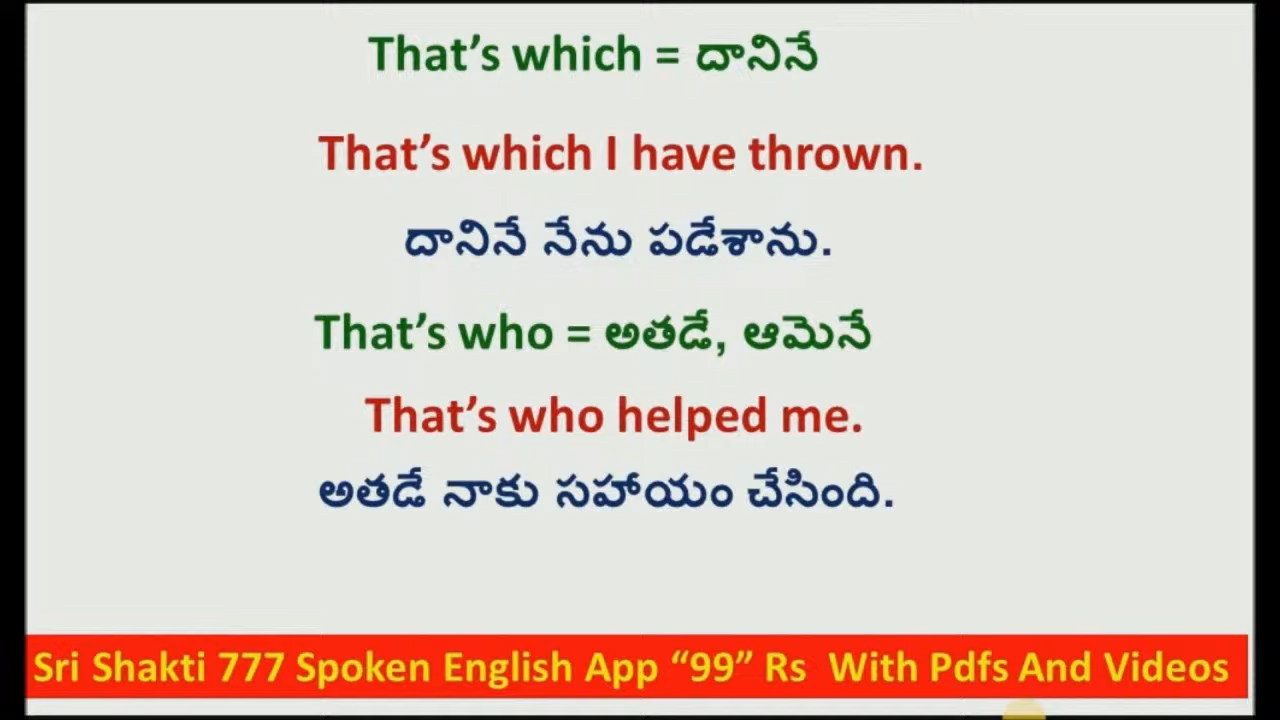 That’s which = దానినే
That’s which I have thrown.
దానినే నేను పడేశాను.
That’s who = అతడే, ఆమెనే
That’s who helped me.
అతడే నాకు సహాయం చేసింది.
Sri Shakti 777 Spoken English App “99” Rs With Pdfs And Videos